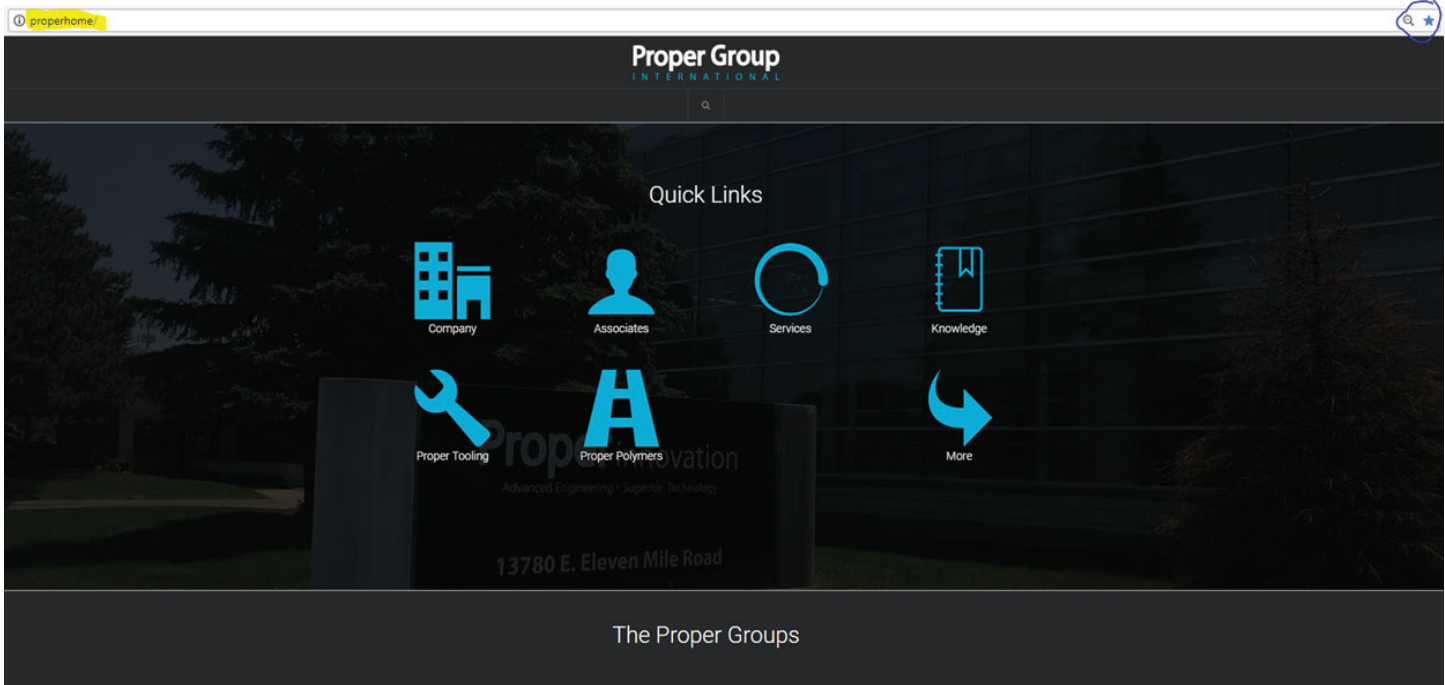 properhome/
Proper Group
INTERNATIONAL
Quick Links
Company
Associates
Services
Knowledge
Proper Tooling
Proper Polymers
More
Proper innovation
Advanced Engineering • Superior Technology
13780 E. Eleven Mile Road
The Proper Groups